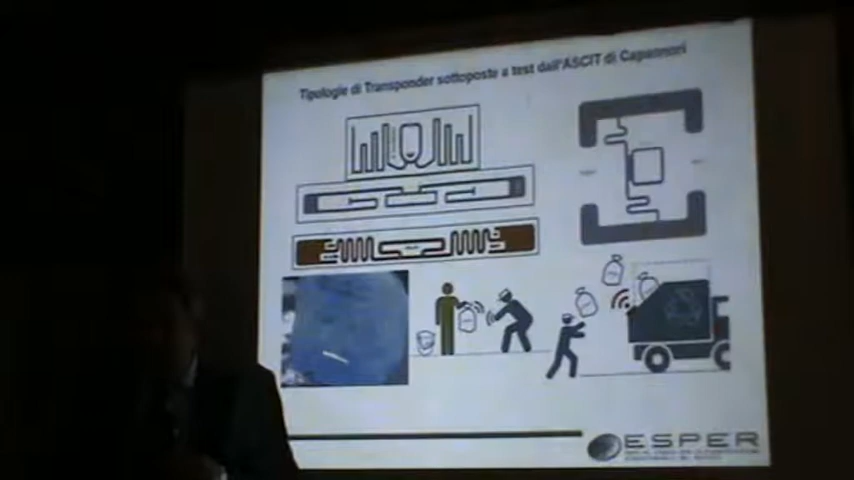 Tipologie di Transponder sottoposte a test dall'ASCIT di Capannori
ESPER